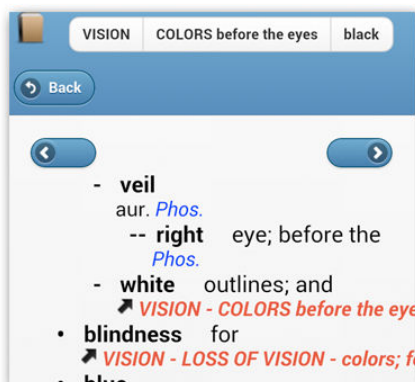 VISION COLORS before the eyes black
Back
- veil
aur. Phos.
-- right eye; before the
Phos.
- white outlines; and
VISION - COLORS before the eye
• blindness for
VISION - LOSS OF VISION - colors; f
• blue